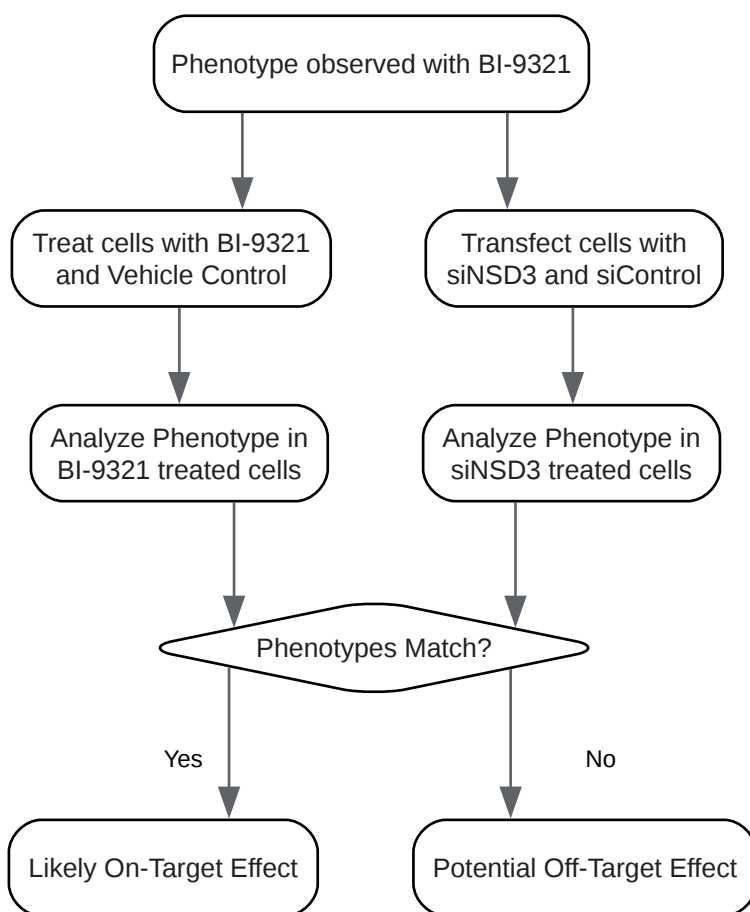 Phenotype observed with BI-9321
Treat cells with BI-9321
and Vehicle Control
Transfect cells with
siNSD3 and siControl
Analyze Phenotype in
BI-9321 treated cells
Analyze Phenotype in
siNSD3 treated cells
Phenotypes Match?
Yes
No
Likely On-Target Effect
Potential Off-Target Effect